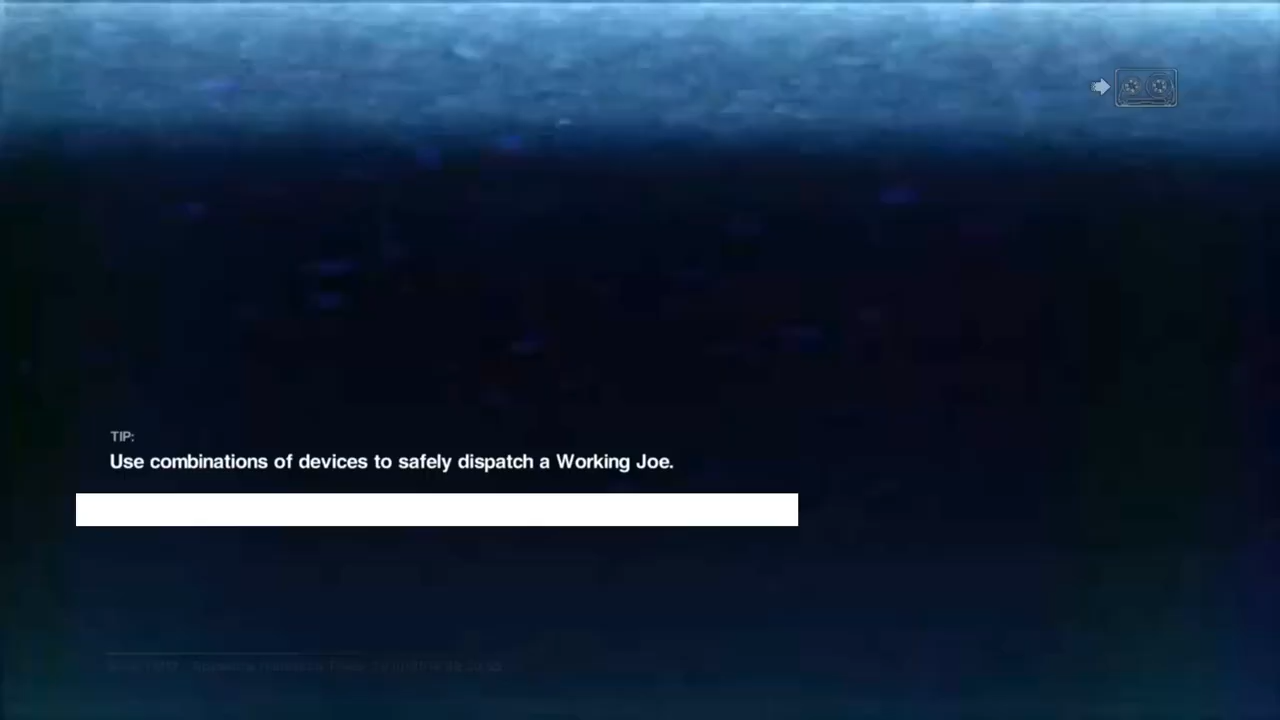 TIP:
Use combinations of devices to safely dispatch a Working Joe.